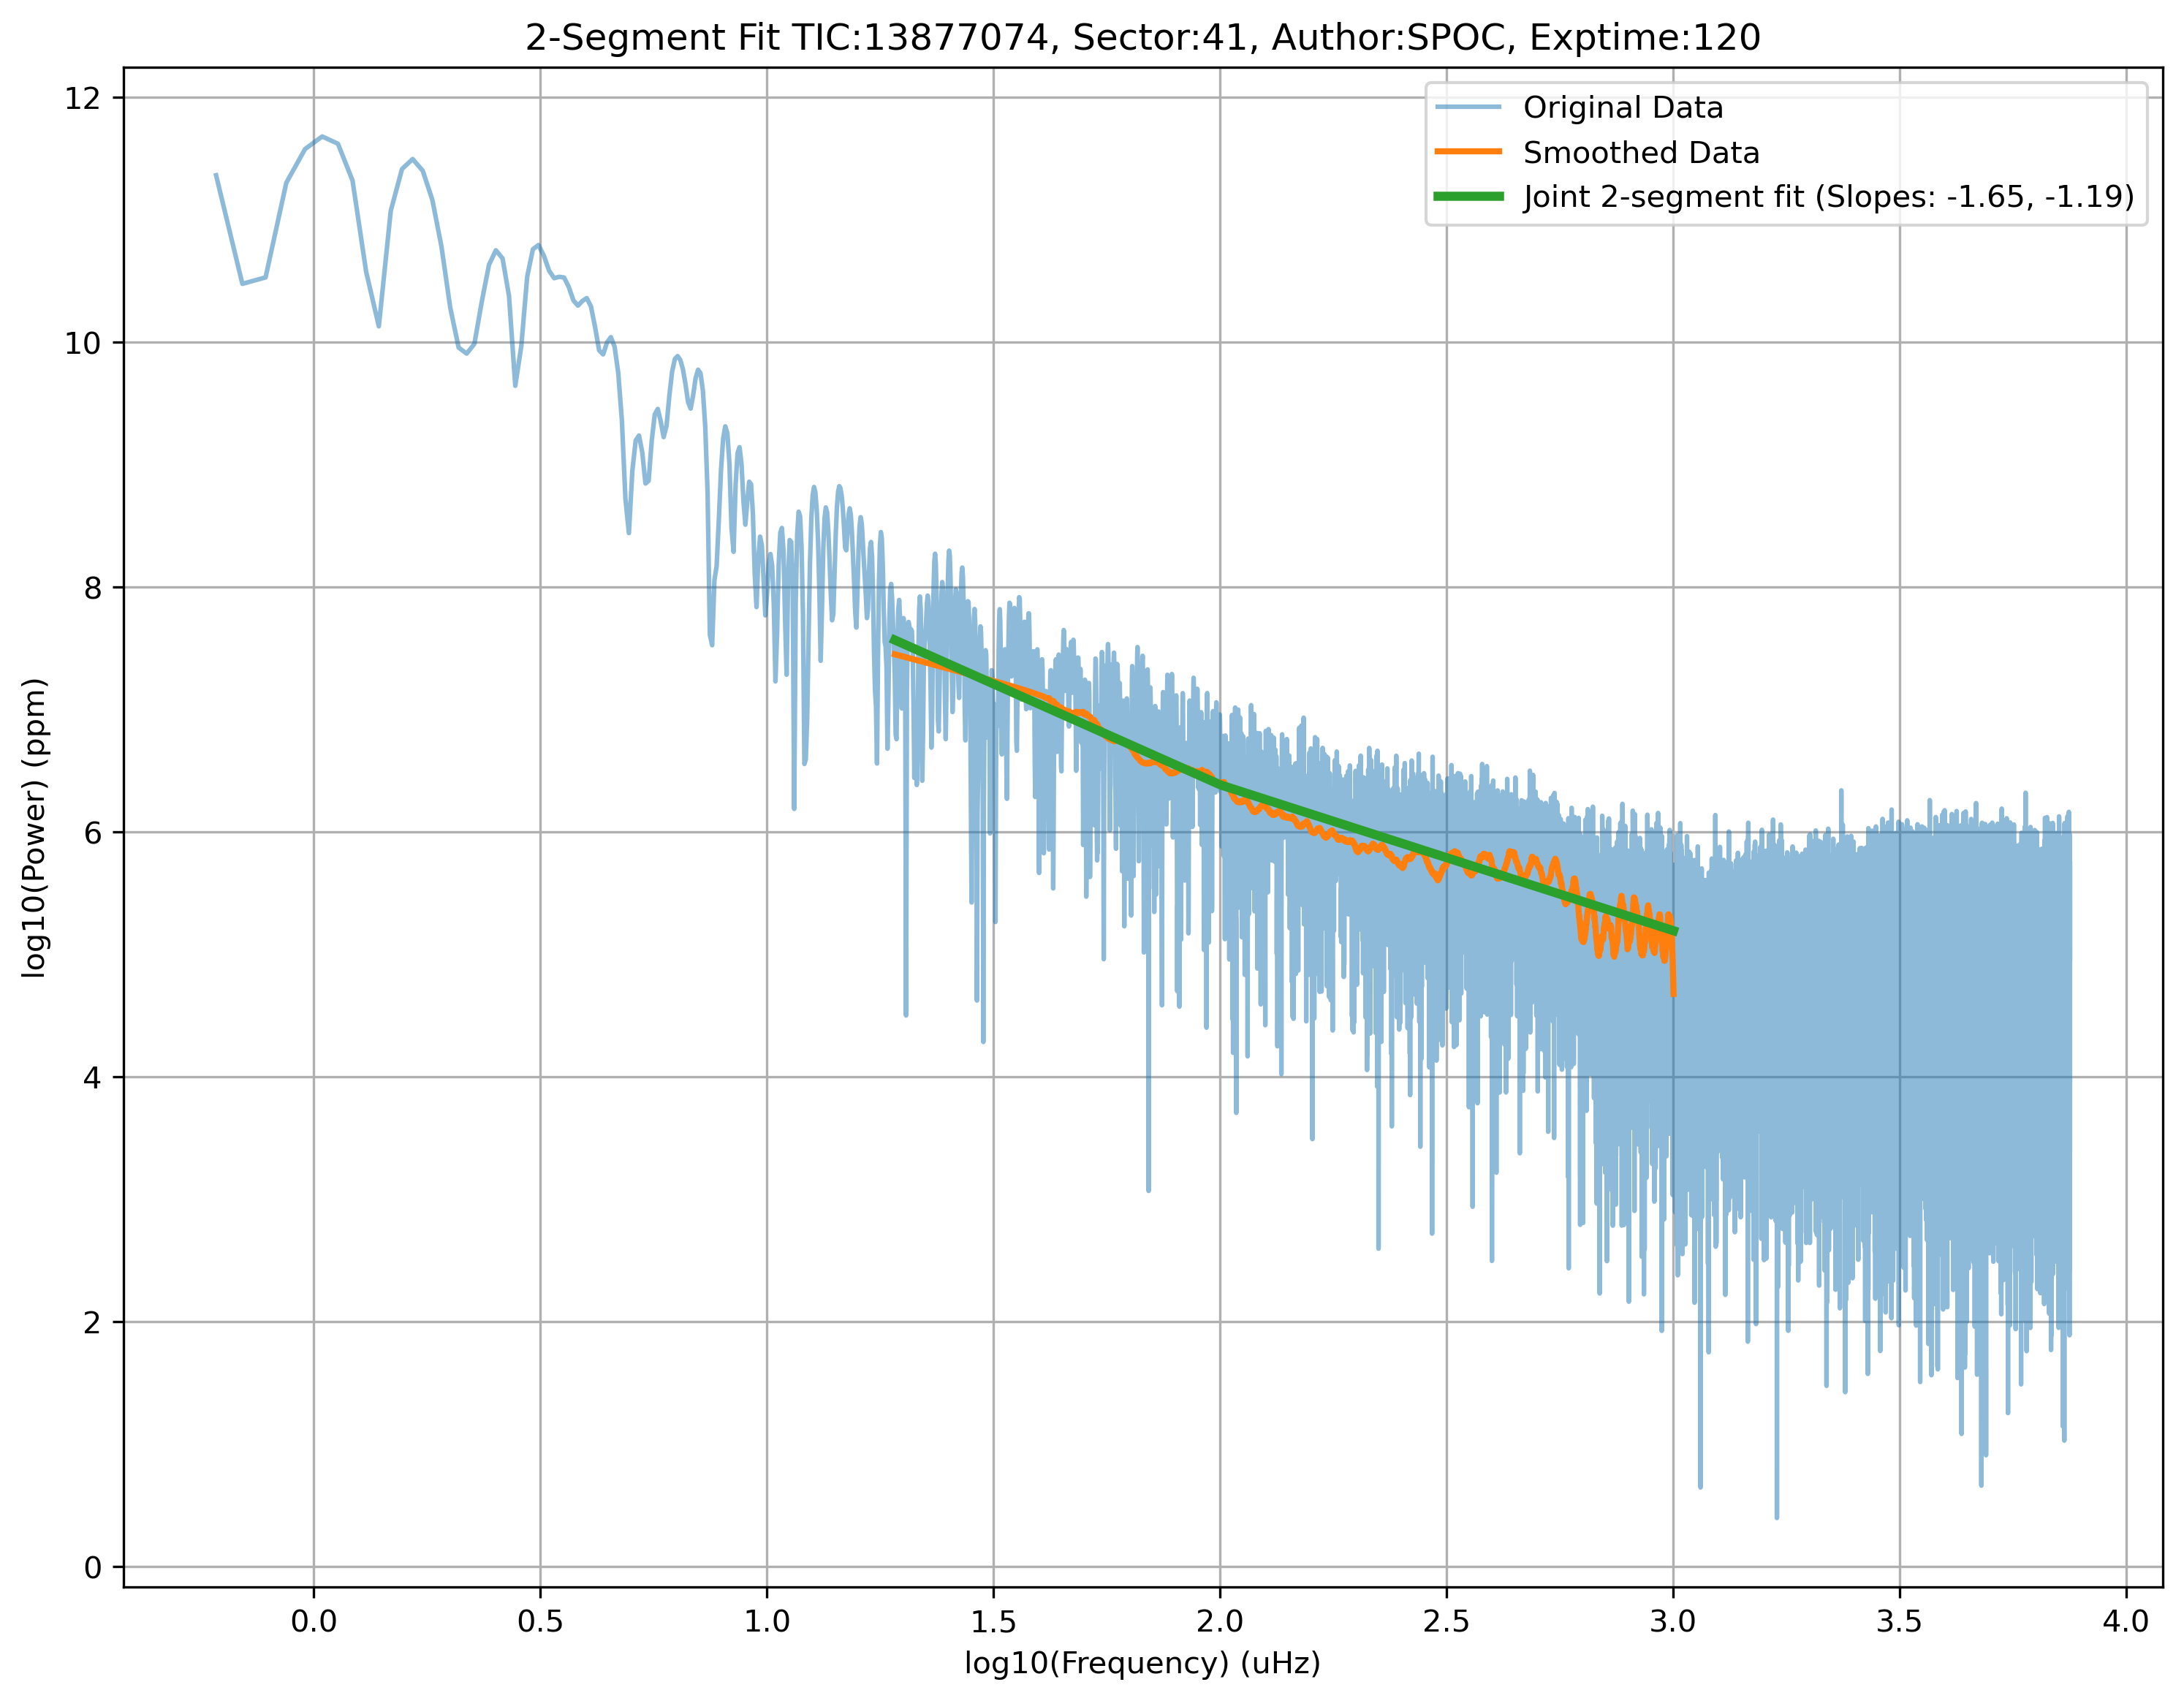 2-Segment Fit TIC:13877074, Sector:41, Author:SPOC, Exptime:120
Original Data
Smoothed Data
Joint 2-segment fit (Slopes: -1.65, -1.19)
log10(Power) (ppm)
12
10
8
6
4
2
0
0.0 0.5 1.0 1.5 2.0 2.5 3.0 3.5 4.0
log10(Frequency) (uHz)